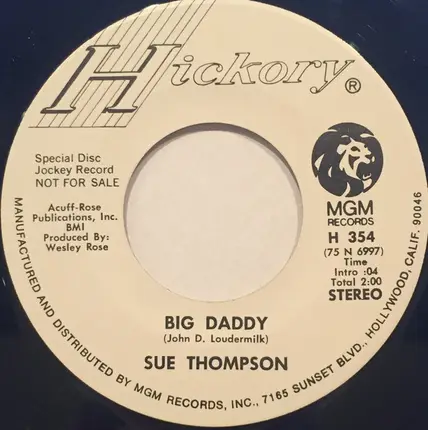 Hickory®
Special Disc
Jockey Record
NOT FOR SALE
Acuff-Rose
Publications, Inc.
BMI
Produced By:
Wesley Rose
MGM
RECORDS
H 354
(75 N 6997)
Time
Intro :04
Total 2:00
STEREO
BIG DADDY
(John D. Loudermilk)
SUE THOMPSON
MANUFACTURED AND DISTRIBUTED BY MGM RECORDS, INC., 7165 SUNSET BLVD., HOLLYWOOD, CALIF. 90046